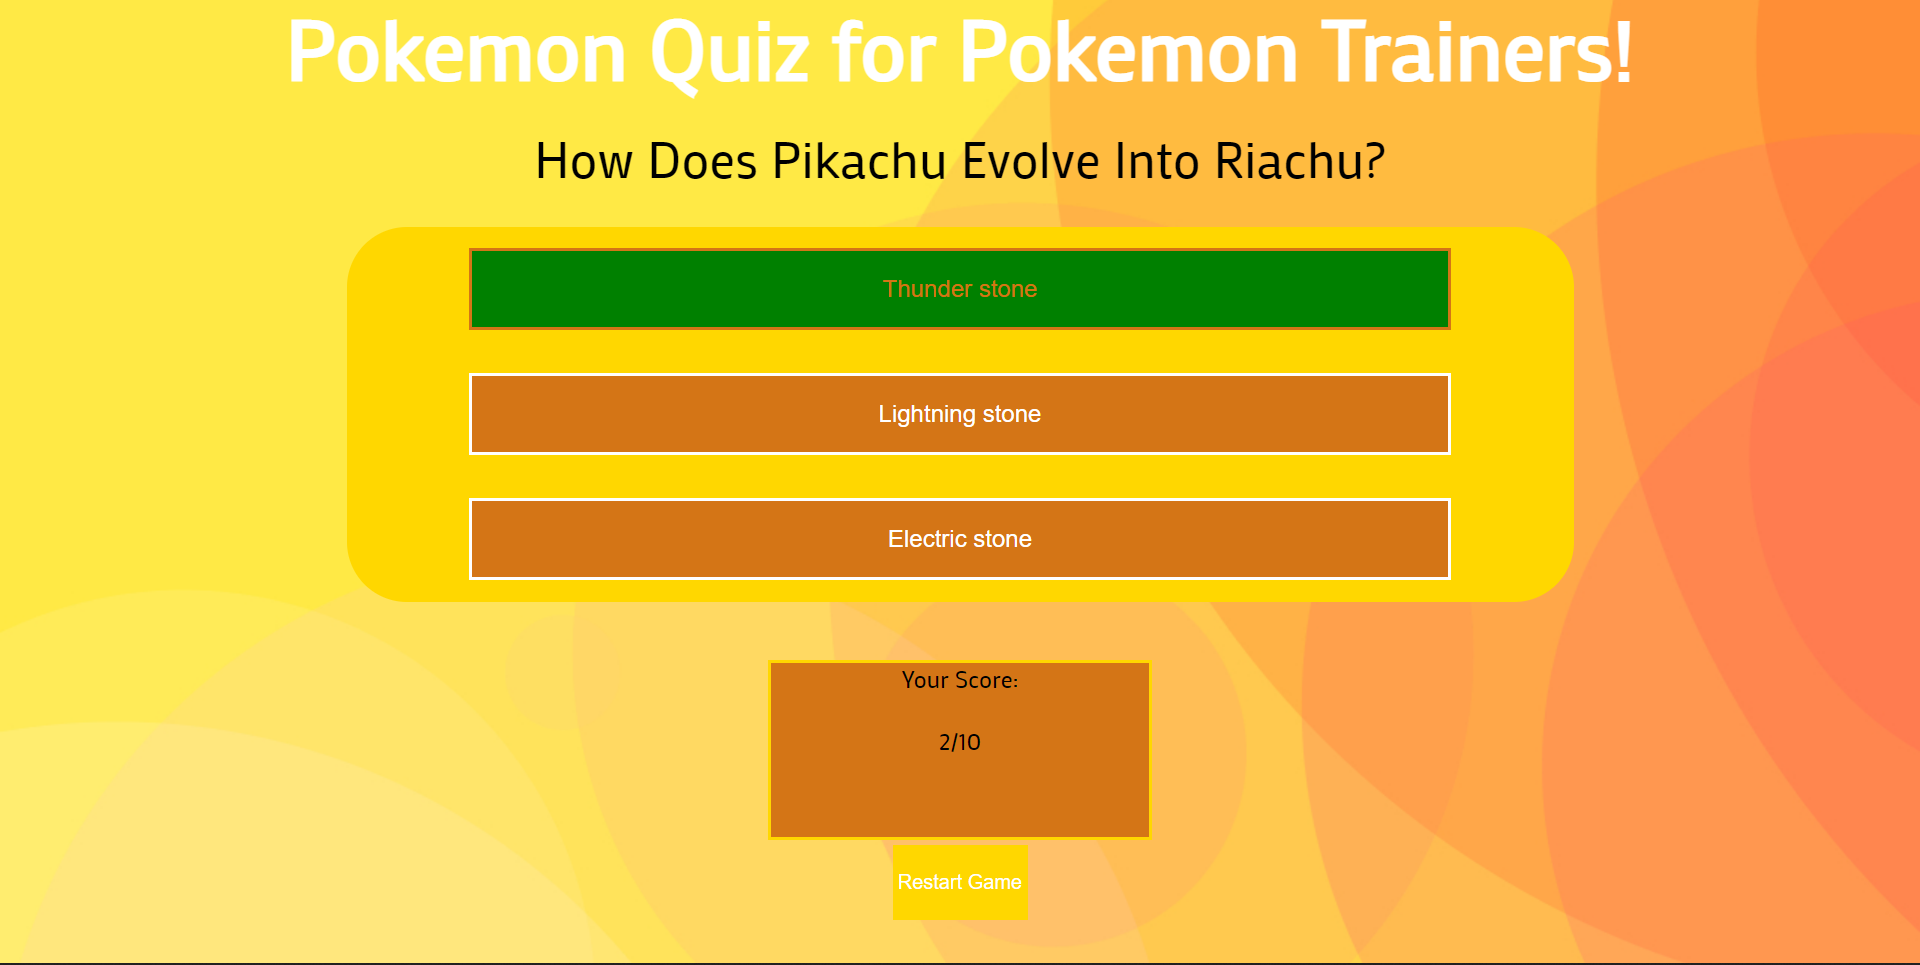 Pokemon Quiz for Pokemon Trainers!
How Does Pikachu Evolve Into Riachu?
Thunder stone
Lightning stone
Electric stone
Your Score:
2/10
Restart Game